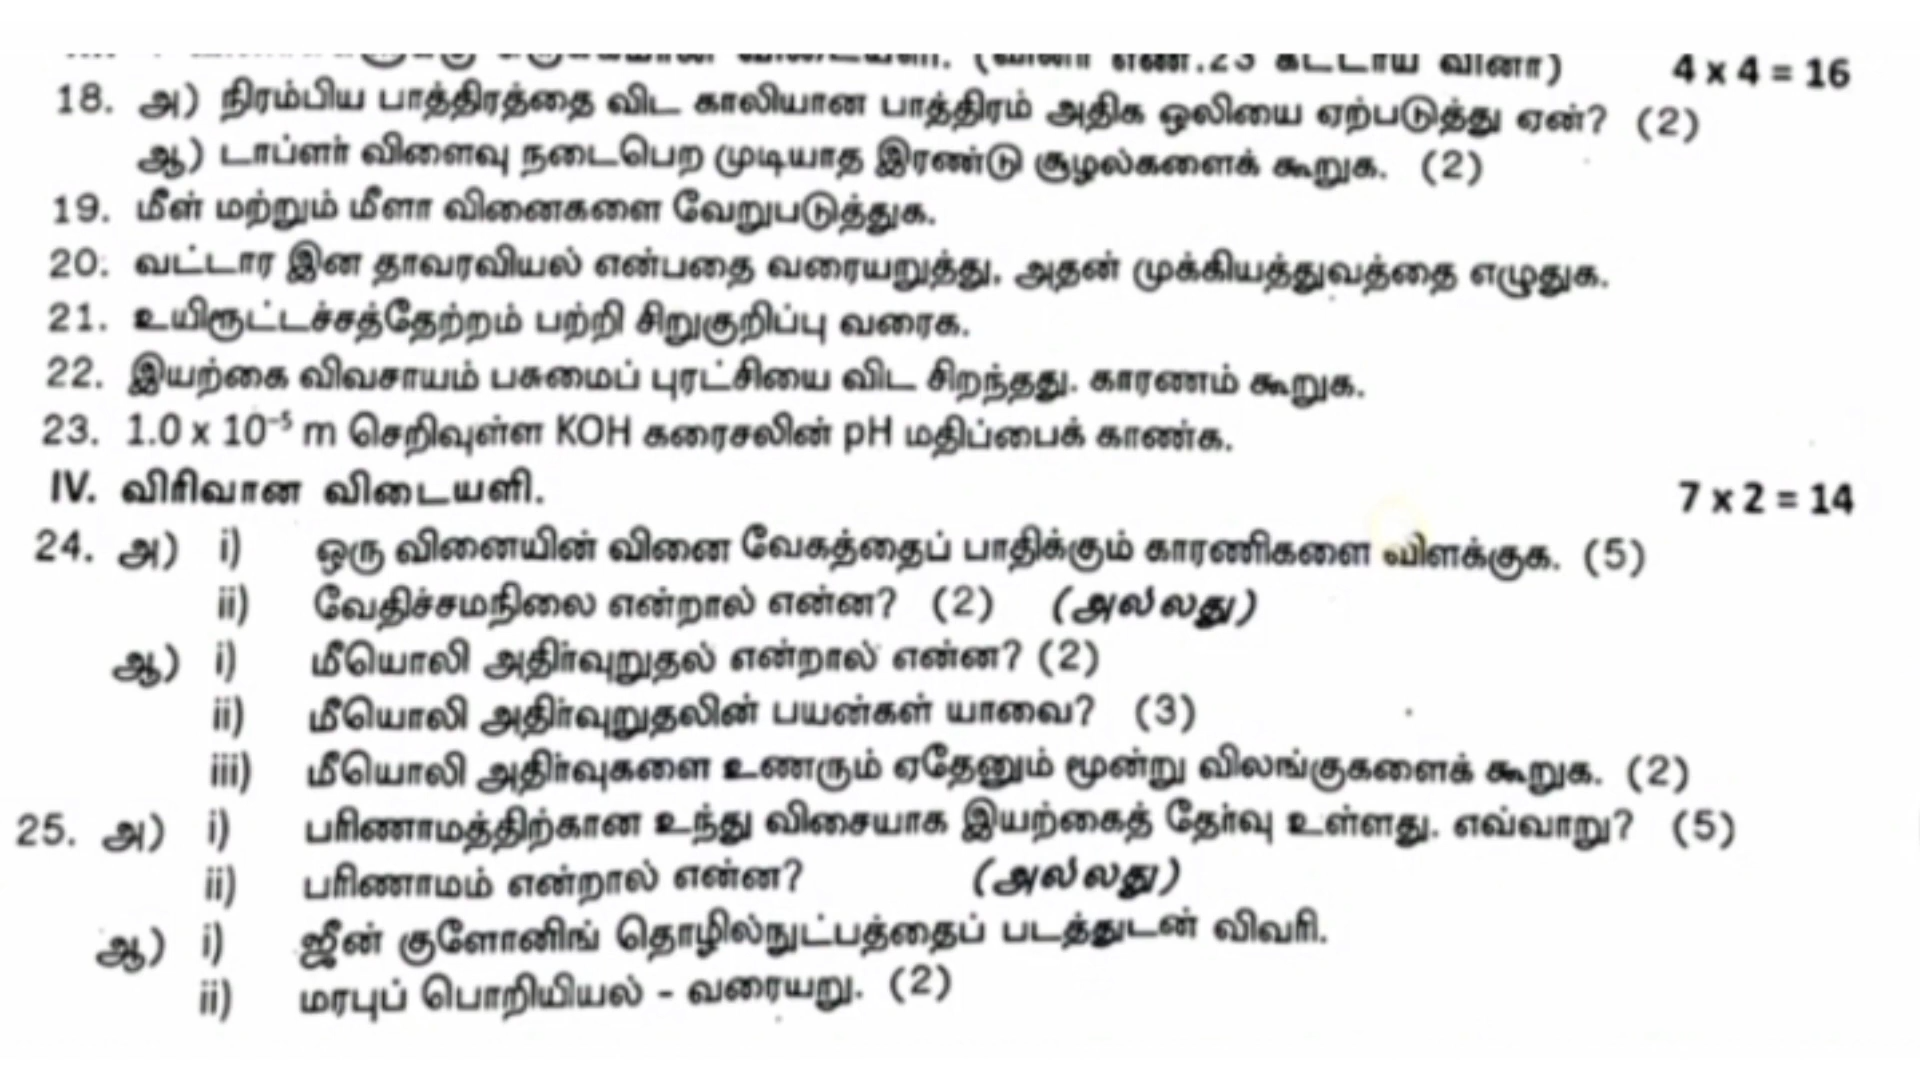 (வினா எண்.23 கட்டாய வினா) 4 x 4 = 16
18. அ) நிரம்பிய பாத்திரத்தை விட காலியான பாத்திரம் அதிக ஒலியை ஏற்படுத்து ஏன்? (2)
ஆ) டாப்ளர் விளைவு நடைபெற முடியாத இரண்டு சூழல்களைக் கூறுக. (2)
19. மீள் மற்றும் மீளா வினைகளை வேறுபடுத்துக.
20. வட்டார இன தாவரவியல் என்பதை வரையறுத்து, அதன் முக்கியத்துவத்தை எழுதுக.
21. உயிரூட்டச்சத்தேற்றம் பற்றி சிறுகுறிப்பு வரைக.
22. இயற்கை விவசாயம் பசுமைப் புரட்சியை விட சிறந்தது. காரணம் கூறுக.
23. 1.0 x 10⁻⁵ m செறிவுள்ள KOH கரைசலின் pH மதிப்பைக் காண்க.
IV. விரிவான விடையளி. 7 x 2 = 14
24. அ) i) ஒரு வினையின் வினை வேகத்தைப் பாதிக்கும் காரணிகளை விளக்குக. (5)
ii) வேதிச்சமநிலை என்றால் என்ன? (2) (அல்லது)
ஆ) i) மீயொலி அதிர்வுறுதல் என்றால் என்ன? (2)
ii) மீயொலி அதிர்வுறுதலின் பயன்கள் யாவை? (3)
iii) மீயொலி அதிர்வுகளை உணரும் ஏதேனும் மூன்று விலங்குகளைக் கூறுக. (2)
25. அ) i) பரிணாமத்திற்கான உந்து விசையாக இயற்கைத் தேர்வு உள்ளது. எவ்வாறு? (5)
ii) பரிணாமம் என்றால் என்ன? (அல்லது)
ஆ) i) ஜீன் குளோனிங் தொழில்நுட்பத்தைப் படத்துடன் விவரி.
ii) மரபுப் பொறியியல் - வரையறு. (2)